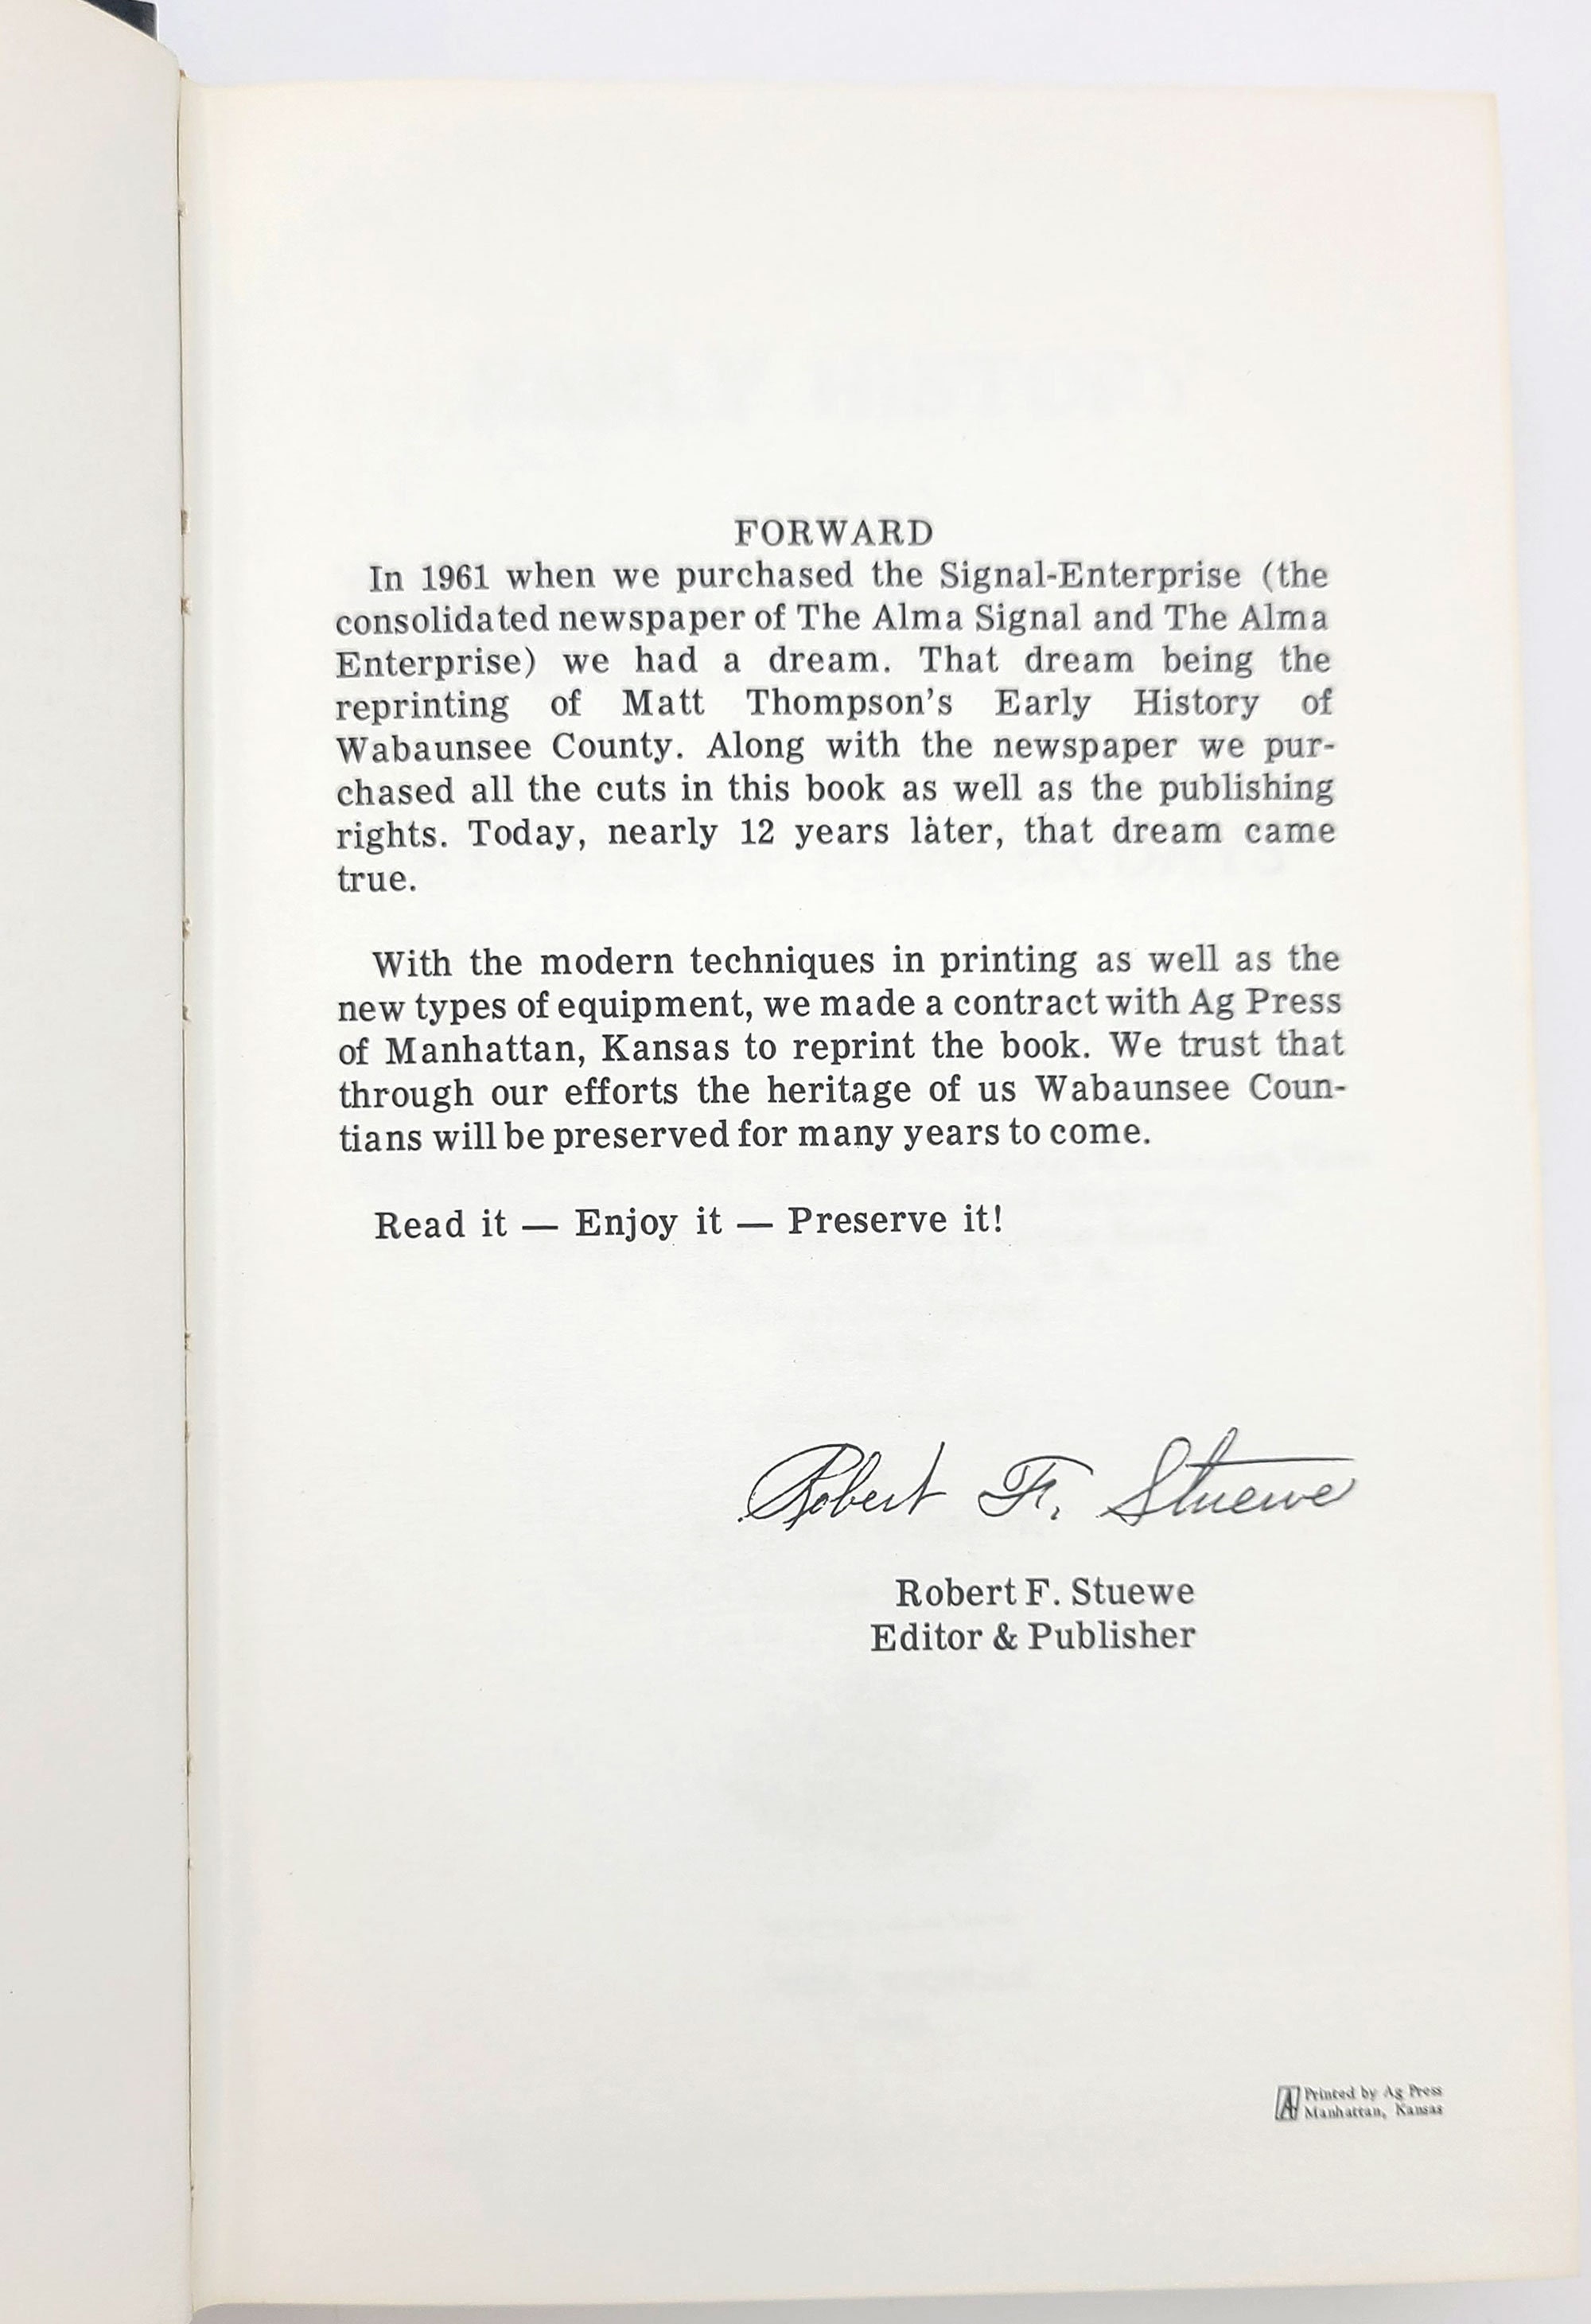 FORWARD
In 1961 when we purchased the Signal-Enterprise (the
consolidated newspaper of The Alma Signal and The Alma
Enterprise) we had a dream. That dream being the
reprinting of Matt Thompson's Early History of
Wabaunsee County. Along with the newspaper we pur-
chased all the cuts in this book as well as the publishing
rights. Today, nearly 12 years later, that dream came
true.
With the modern techniques in printing as well as the
new types of equipment, we made a contract with Ag Press
of Manhattan, Kansas to reprint the book. We trust that
through our efforts the heritage of us Wabaunsee Coun-
tians will be preserved for many years to come.
Read it — Enjoy it — Preserve it!
Robert F. Stuewe
Robert F. Stuewe
Editor & Publisher
Printed by Ag Press
Manhattan, Kansas